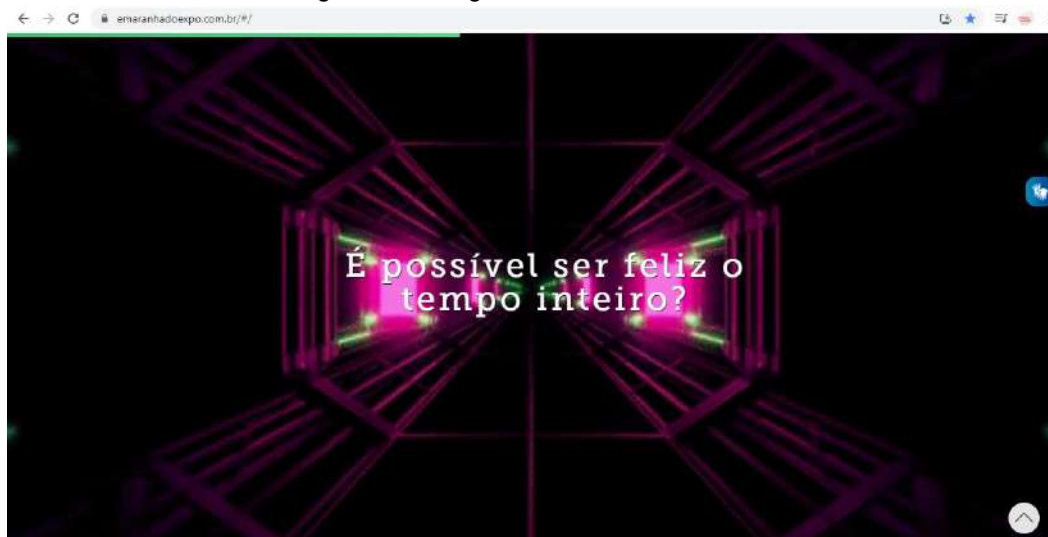 emaranhadoexpo.com.br/#/
É possível ser feliz o
tempo inteiro?